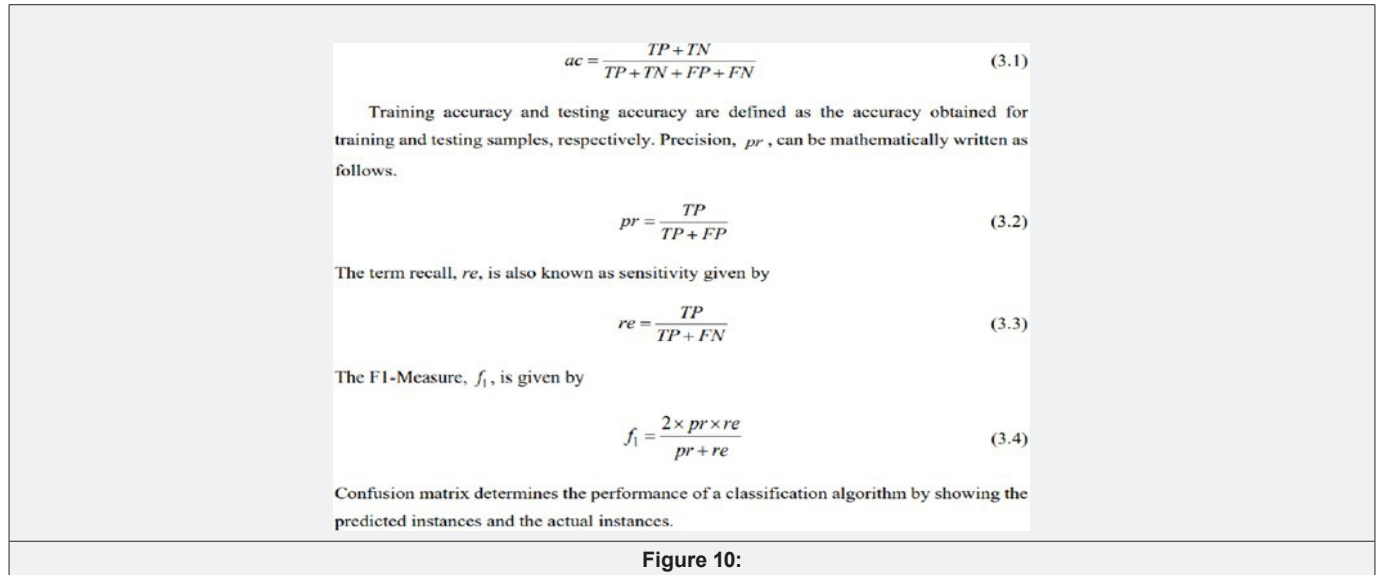 ac = TP + TN / TP + TN + FP + FN (3.1)
Training accuracy and testing accuracy are defined as the accuracy obtained for
training and testing samples, respectively. Precision, pr , can be mathematically written as
follows.
pr = TP / TP + FP (3.2)
The term recall, re, is also known as sensitivity given by
re = TP / TP + FN (3.3)
The F1-Measure, f₁ , is given by
f₁ = 2 × pr × re / pr + re (3.4)
Confusion matrix determines the performance of a classification algorithm by showing the
predicted instances and the actual instances.
Figure 10: